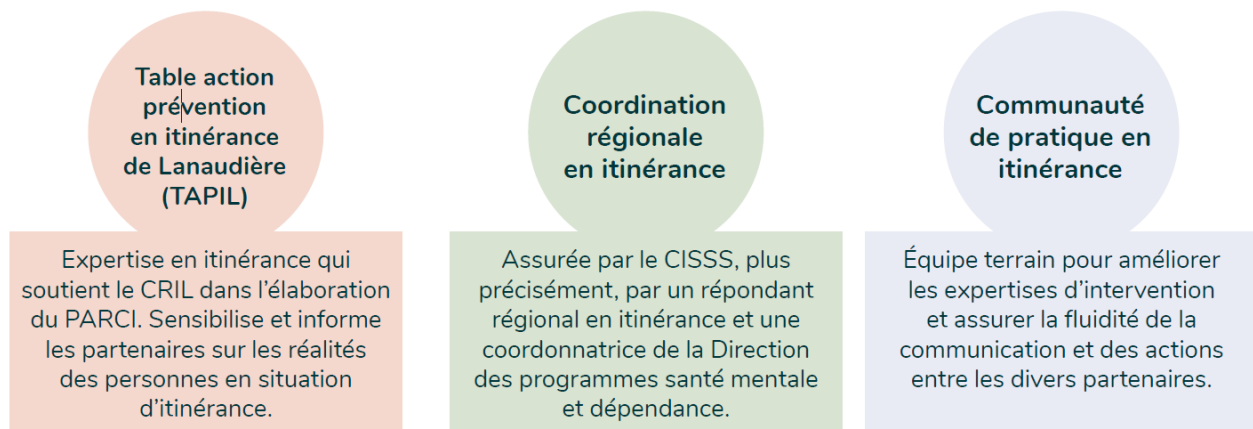 Table action
prévention
en itinérance
de Lanaudière
(TAPIL)
Expertise en itinérance qui
soutient le CRIL dans l’élaboration
du PARCI. Sensibilise et informe
les partenaires sur les réalités
des personnes en situation
d’itinérance.
Coordination
régionale
en itinérance
Assurée par le CISSS, plus
précisément, par un répondant
régional en itinérance et une
coordonnatrice de la Direction
des programmes santé mentale
et dépendance.
Communauté
de pratique en
itinérance
Équipe terrain pour améliorer
les expertises d’intervention
et assurer la fluidité de la
communication et des actions
entre les divers partenaires.